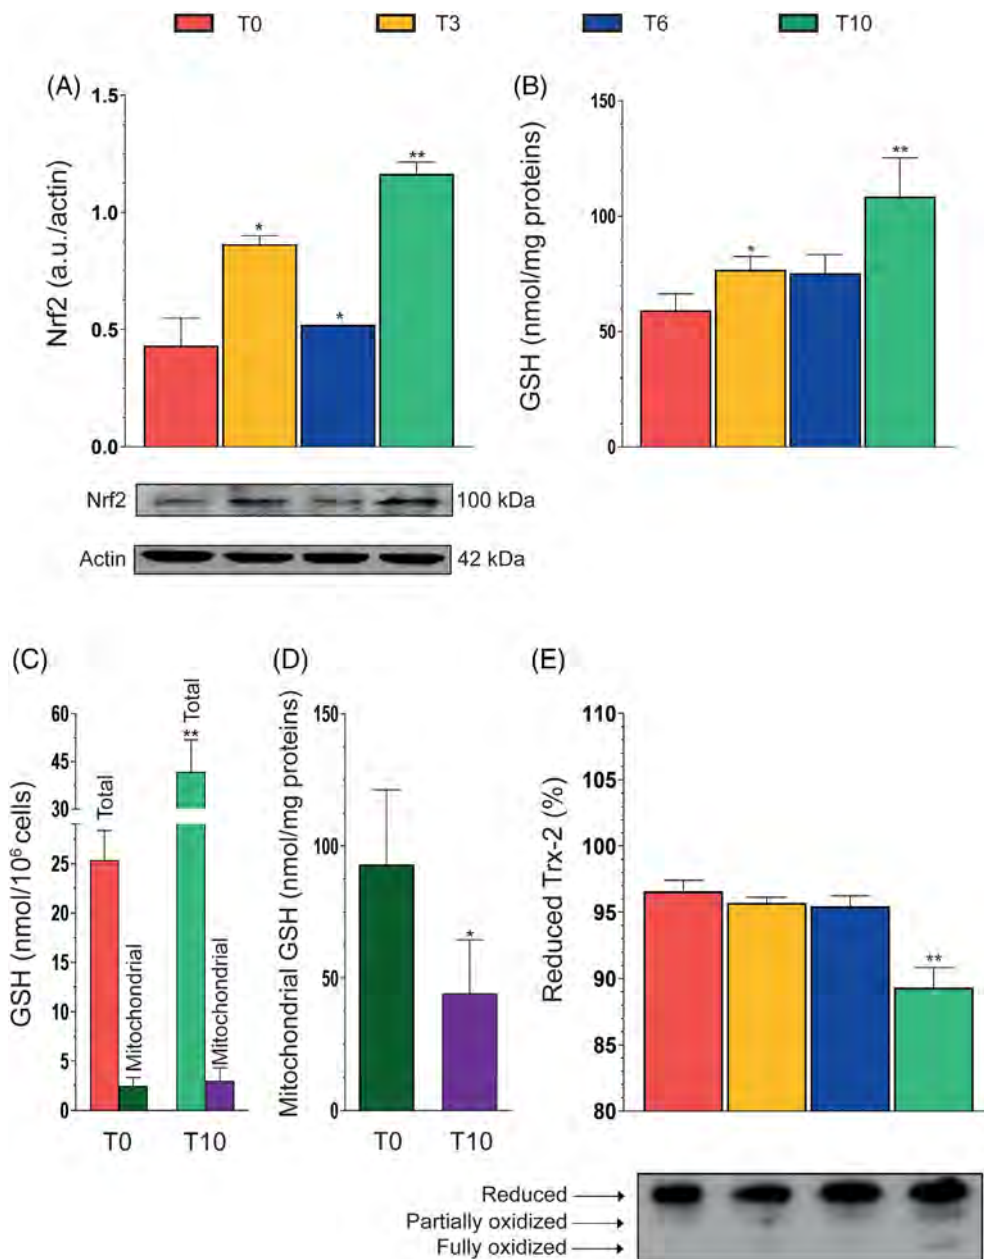 T0 T3 T6 T10
(A)
Nrf2 (a.u./actin)
1.5
1.0
0.5
0.0
*
*
**
Nrf2 100 kDa
Actin 42 kDa
(B)
GSH (nmol/mg proteins)
150
100
50
0
*
**
(C)
GSH (nmol/10⁶ cells)
60
45
30
25
20
15
10
5
0
Total
Mitochondrial
Total
**
Mitochondrial
T0 T10
(D)
Mitochondrial GSH (nmol/mg proteins)
150
100
50
0
*
T0 T10
(E)
Reduced Trx-2 (%)
110
105
100
95
90
85
80
**
Reduced
Partially oxidized
Fully oxidized